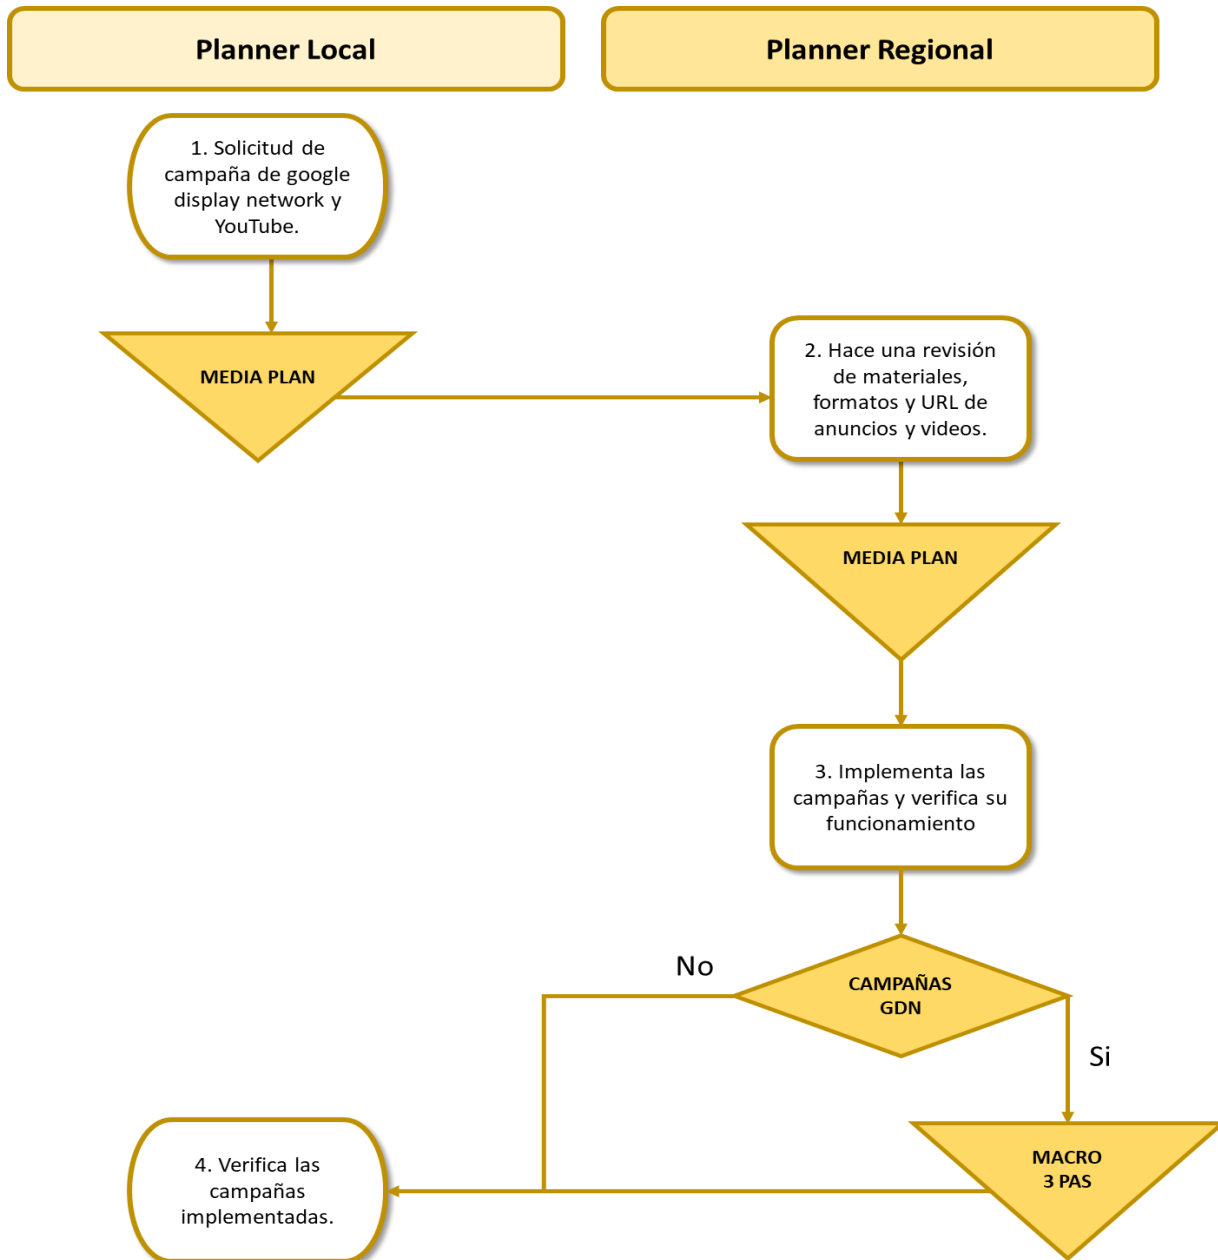 Planner Local
Planner Regional
1. Solicitud de
campaña de google
display network y
YouTube.
MEDIA PLAN
2. Hace una revisión
de materiales,
formatos y URL de
anuncios y videos.
MEDIA PLAN
3. Implementa las
campañas y verifica su
funcionamiento
No
CAMPAÑAS
GDN
Si
MACRO
3 PAS
4. Verifica las
campañas
implementadas.